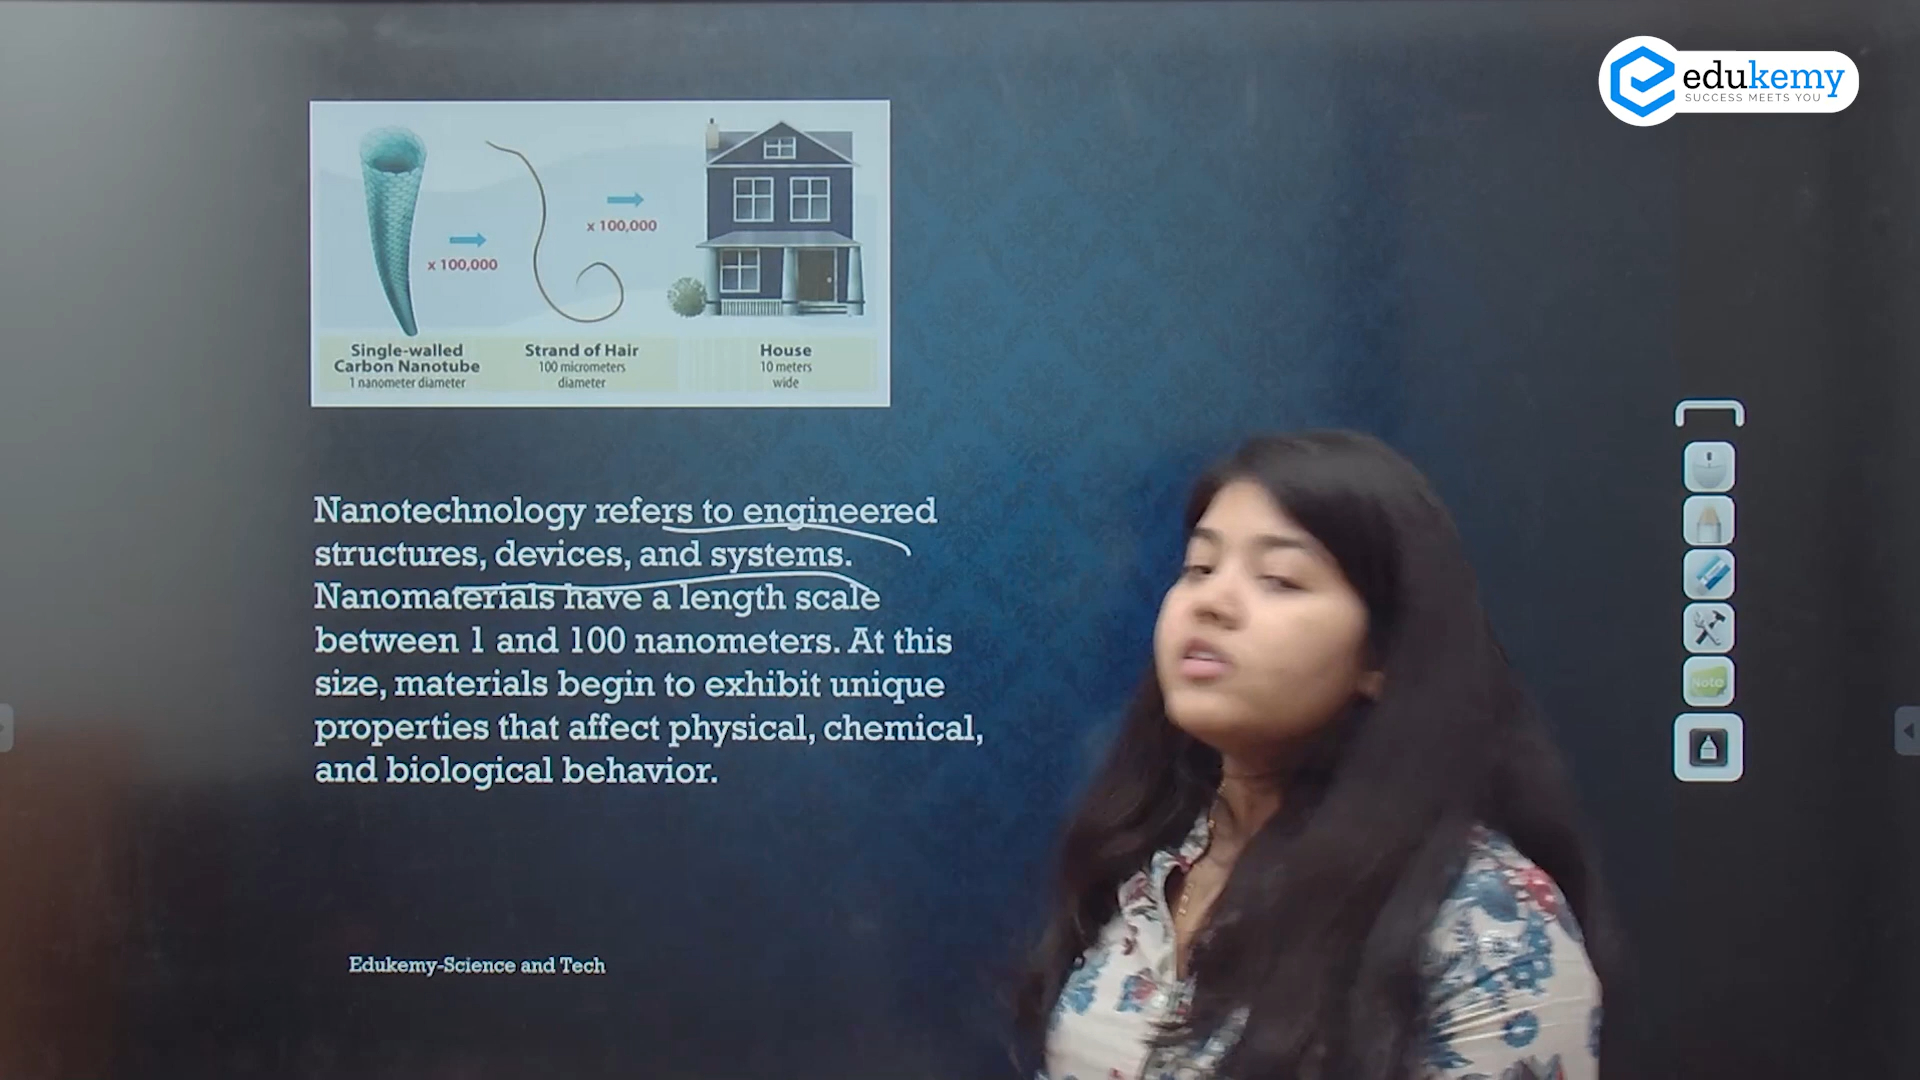 edukemy
SUCCESS MEETS YOU
x 100,000
x 100,000
Single-walled
Carbon Nanotube
1 nanometer diameter
Strand of Hair
100 micrometers
diameter
House
10 meters
wide
Nanotechnology refers to engineered
structures, devices, and systems.
Nanomaterials have a length scale
between 1 and 100 nanometers. At this
size, materials begin to exhibit unique
properties that affect physical, chemical,
and biological behavior.
Note
Edukemy-Science and Tech